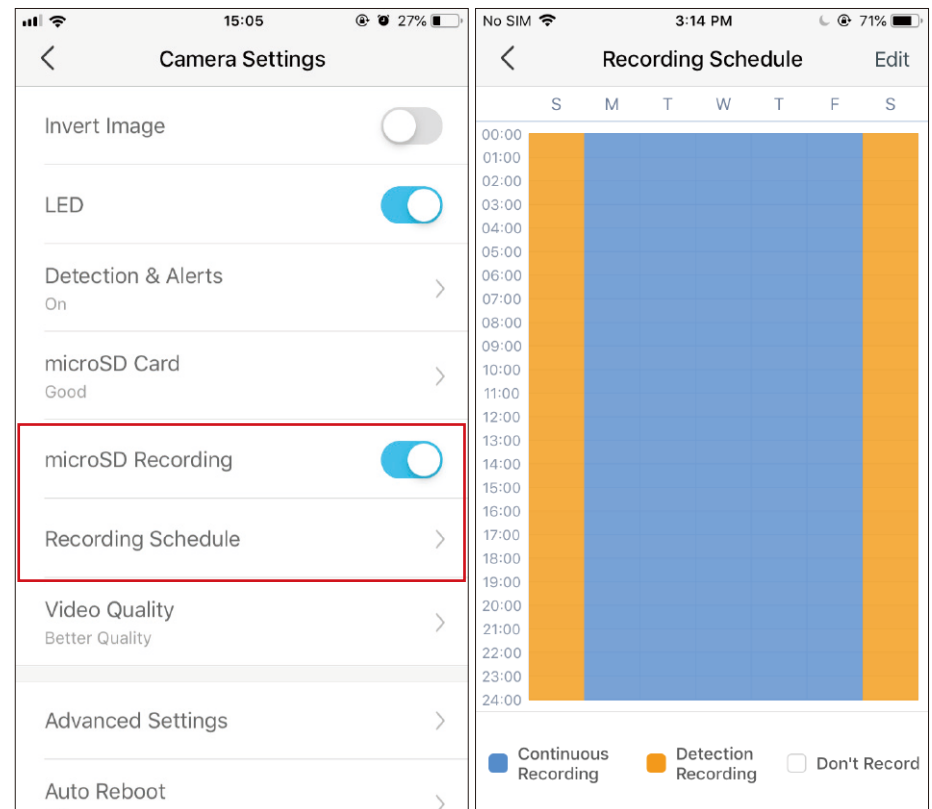 15:05
27%
Camera Settings
Invert Image
LED
Detection & Alerts
On
microSD Card
Good
microSD Recording
Recording Schedule
Video Quality
Better Quality
Advanced Settings
Auto Reboot
No SIM
3:14 PM
71%
Recording Schedule
Edit
S M T W T F S
00:00
01:00
02:00
03:00
04:00
05:00
06:00
07:00
08:00
09:00
10:00
11:00
12:00
13:00
14:00
15:00
16:00
17:00
18:00
19:00
20:00
21:00
22:00
23:00
24:00
Continuous
Recording
Detection
Recording
Don't Record